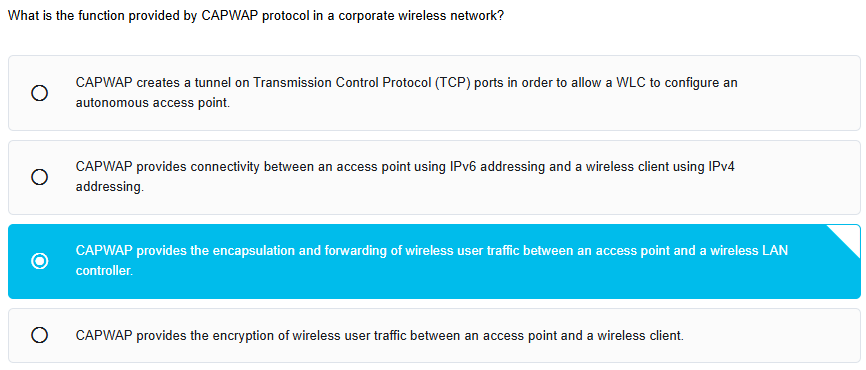 What is the function provided by CAPWAP protocol in a corporate wireless network?
CAPWAP creates a tunnel on Transmission Control Protocol (TCP) ports in order to allow a WLC to configure an
autonomous access point.
CAPWAP provides connectivity between an access point using IPv6 addressing and a wireless client using IPv4
addressing.
CAPWAP provides the encapsulation and forwarding of wireless user traffic between an access point and a wireless LAN
controller.
CAPWAP provides the encryption of wireless user traffic between an access point and a wireless client.